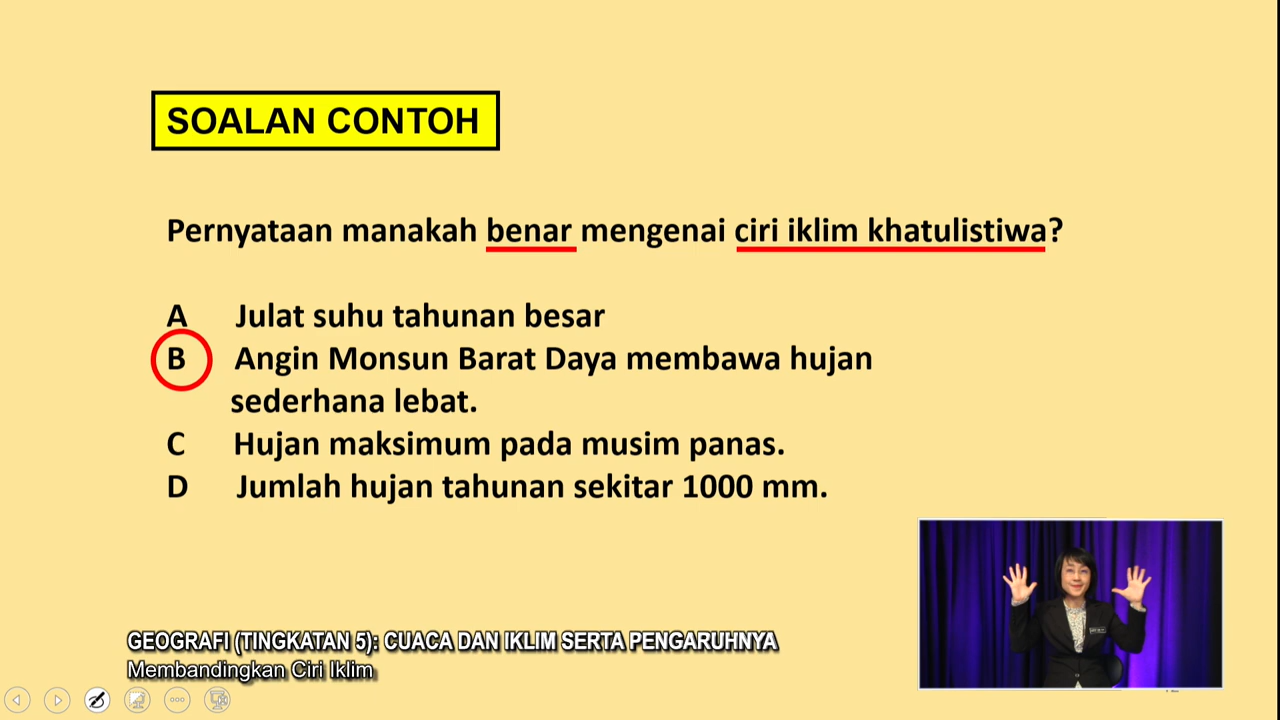 SOALAN CONTOH
Pernyataan manakah benar mengenai ciri iklim khatulistiwa?
A Julat suhu tahunan besar
B Angin Monsun Barat Daya membawa hujan
sederhana lebat.
C Hujan maksimum pada musim panas.
D Jumlah hujan tahunan sekitar 1000 mm.
GEOGRAFI (TINGKATAN 5): CUACA DAN IKLIM SERTA PENGARUHNYA
Membandingkan Ciri Iklim